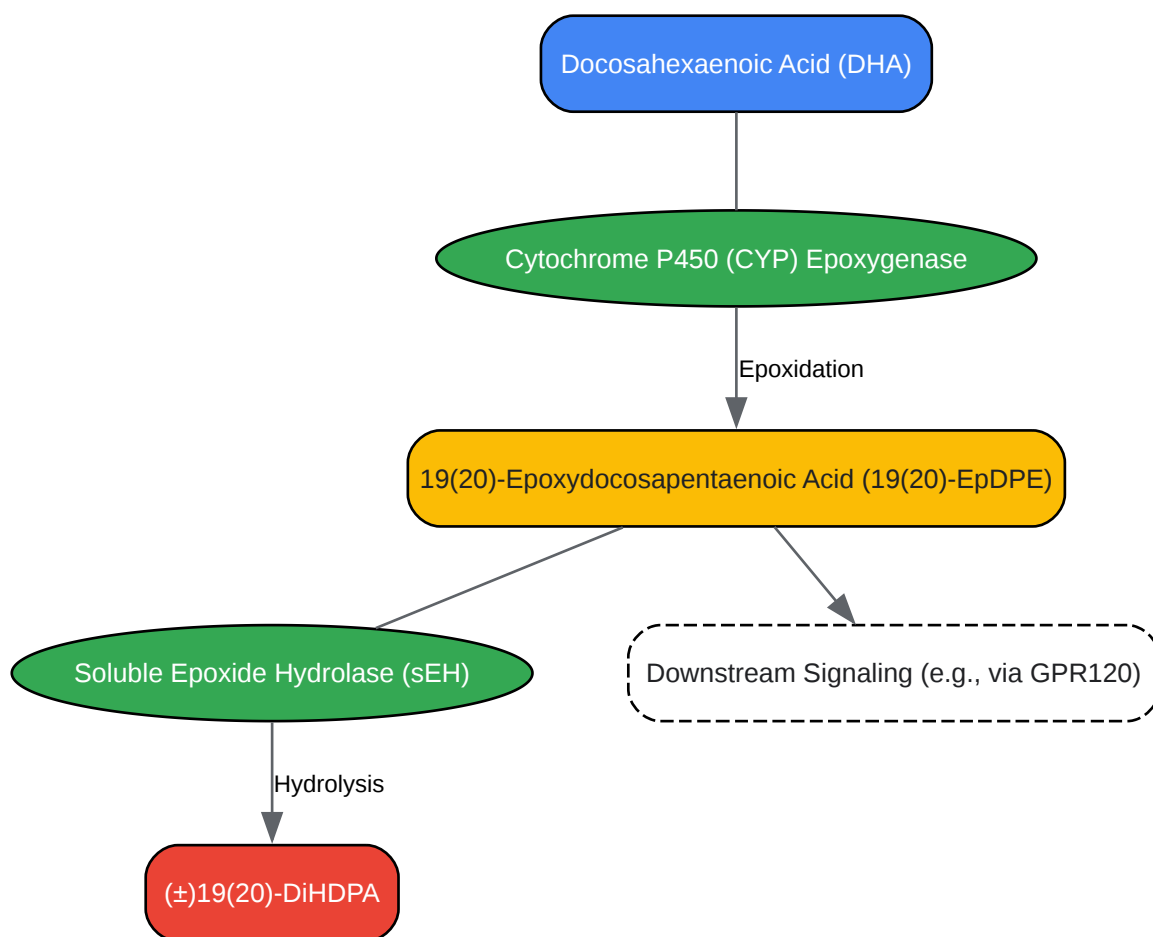 Docosahexaenoic Acid (DHA)
Cytochrome P450 (CYP) Epoxygenase
Epoxidation
19(20)-Epoxydocosapentaenoic Acid (19(20)-EpDPE)
Soluble Epoxide Hydrolase (sEH)
Downstream Signaling (e.g., via GPR120)
Hydrolysis
(±)19(20)-DiHDPA